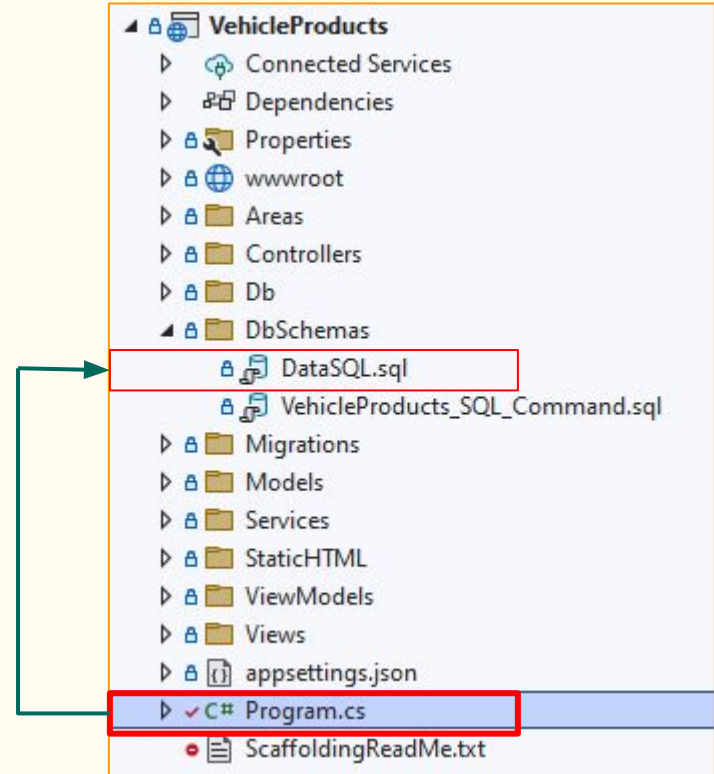 VehicleProducts
Connected Services
Dependencies
Properties
wwwroot
Areas
Controllers
Db
DbSchemas
DataSQL.sql
VehicleProducts_SQL_Command.sql
Migrations
Models
Services
StaticHTML
ViewModels
Views
appsettings.json
C# Program.cs
ScaffoldingReadMe.txt